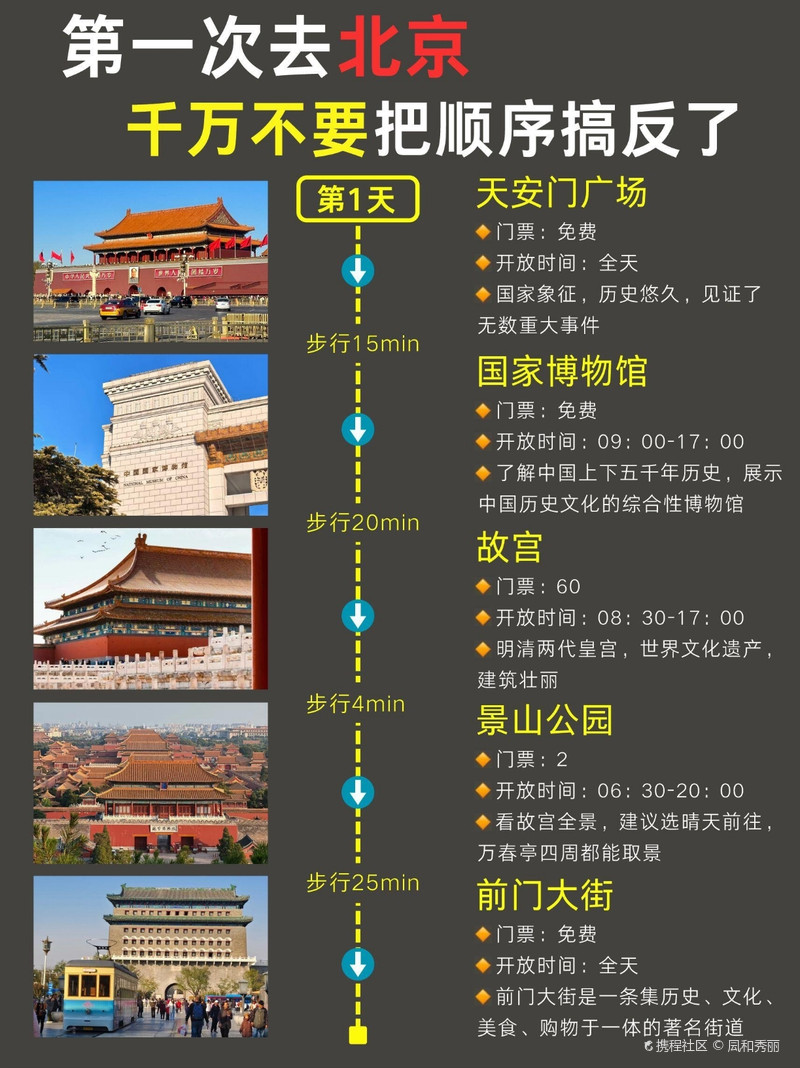 第一次去北京
千万不要把顺序搞反了
第1天
天安门广场
门票：免费
开放时间：全天
国家象征，历史悠久，见证了
无数重大事件
步行15min
国家博物馆
门票：免费
开放时间：09：00-17：00
了解中国上下五千年历史，展示
中国历史文化的综合性博物馆
中国国家博物馆
NATIONAL MUSEUM OF CHINA
步行20min
故宫
门票：60
开放时间：08：30-17：00
明清两代皇宫，世界文化遗产，
建筑壮丽
步行4min
景山公园
门票：2
开放时间：06：30-20：00
看故宫全景，建议选晴天前往，
万春亭四周都能取景
步行25min
前门大街
门票：免费
开放时间：全天
前门大街是一条集历史、文化、
美食、购物于一体的著名街道
携程社区 © 凬和秀丽